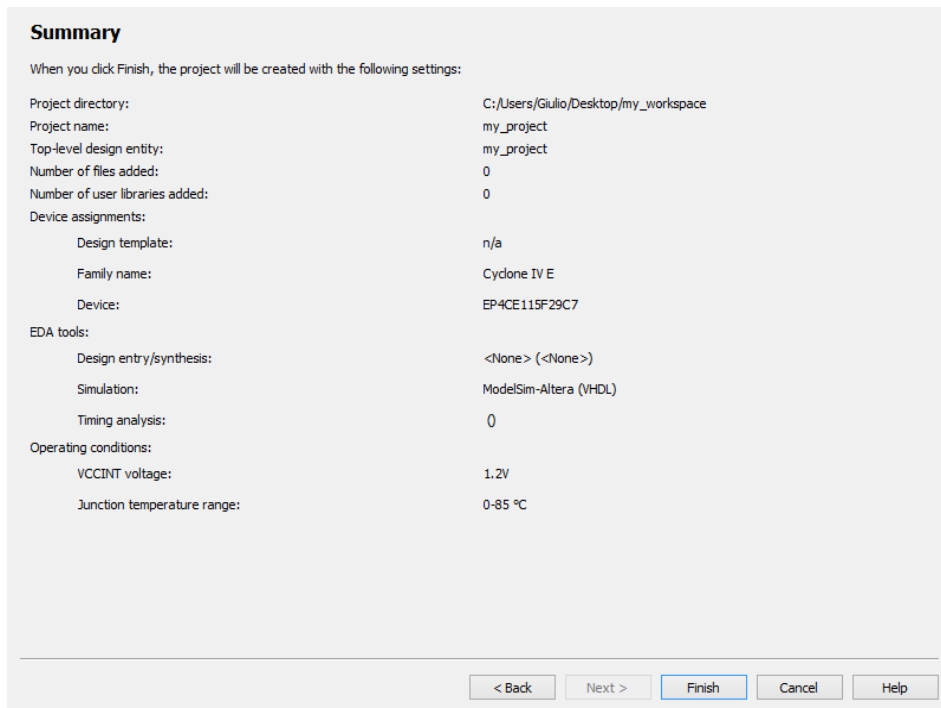 Summary
When you click Finish, the project will be created with the following settings:
Project directory: C:/Users/Giulio/Desktop/my_workspace
Project name: my_project
Top-level design entity: my_project
Number of files added: 0
Number of user libraries added: 0
Device assignments:
Design template: n/a
Family name: Cyclone IV E
Device: EP4CE115F29C7
EDA tools:
Design entry/synthesis: <None> (<None>)
Simulation: ModelSim-Altera (VHDL)
Timing analysis: ()
Operating conditions:
VCCINT voltage: 1.2V
Junction temperature range: 0-85 ºC
< Back Next > Finish Cancel Help